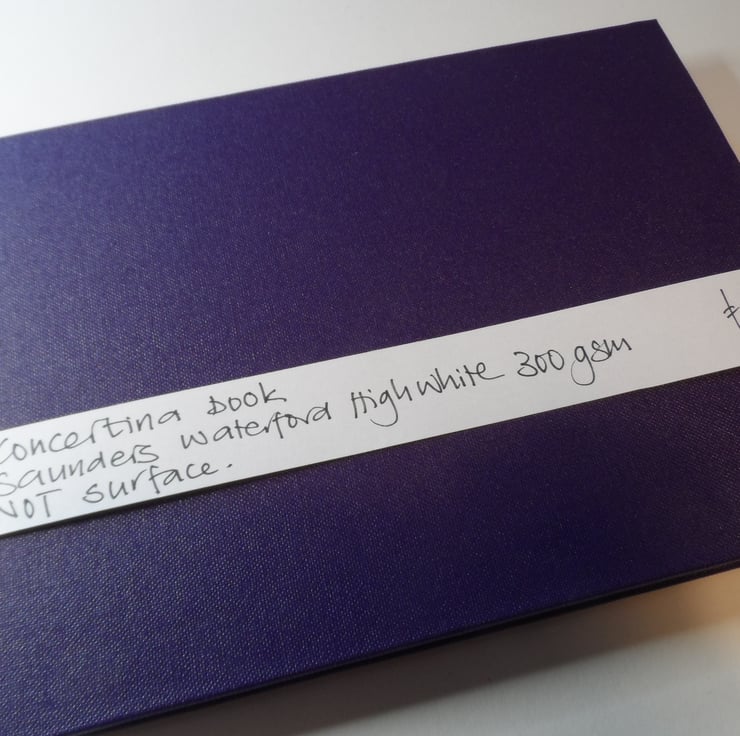 Concertina Book
Saunders Waterford High White 300 gsm
NOT Surface.
£